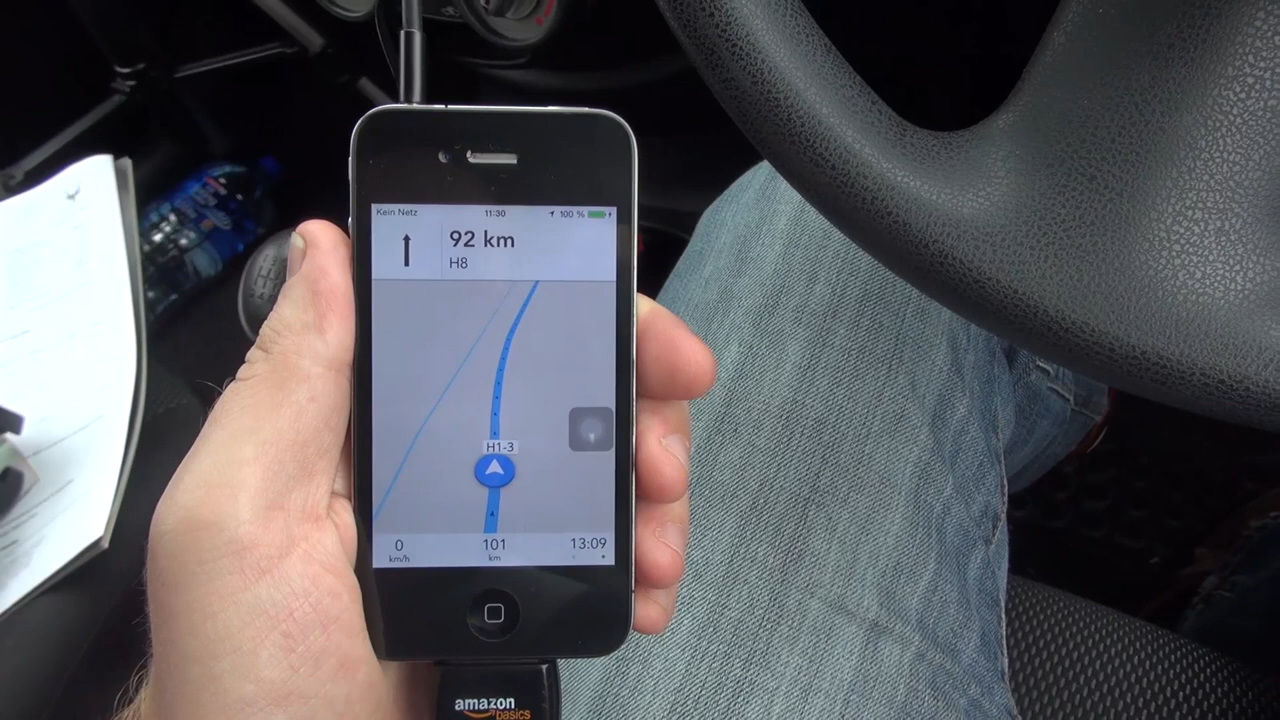 Kein Netz 11:30 100 %
92 km
H8
H1-3
0 101 13:09
km/h km
amazon
basics